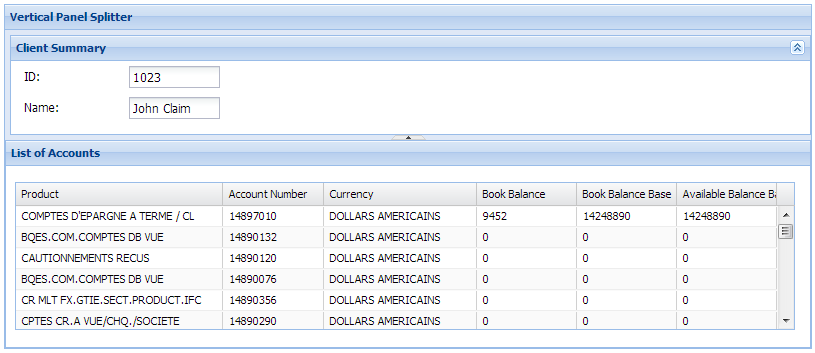 Vertical Panel Splitter
Client Summary
ID: 1023
Name: John Claim
List of Accounts
Product Account Number Currency Book Balance Book Balance Base Available Balance Ba
COMPTES D'EPARGNE A TERME / CL 14897010 DOLLARS AMERICAINS 9452 14248890 14248890
BQES.COM.COMPTES DB VUE 14890132 DOLLARS AMERICAINS 0 0 0
CAUTIONNEMENTS RECUS 14890120 DOLLARS AMERICAINS 0 0 0
BQES.COM.COMPTES DB VUE 14890076 DOLLARS AMERICAINS 0 0 0
CR MLT FX.GTIE.SECT.PRODUCT.IFC 14890356 DOLLARS AMERICAINS 0 0 0
CPTES CR.A VUE/CHQ./SOCIETE 14890290 DOLLARS AMERICAINS 0 0 0